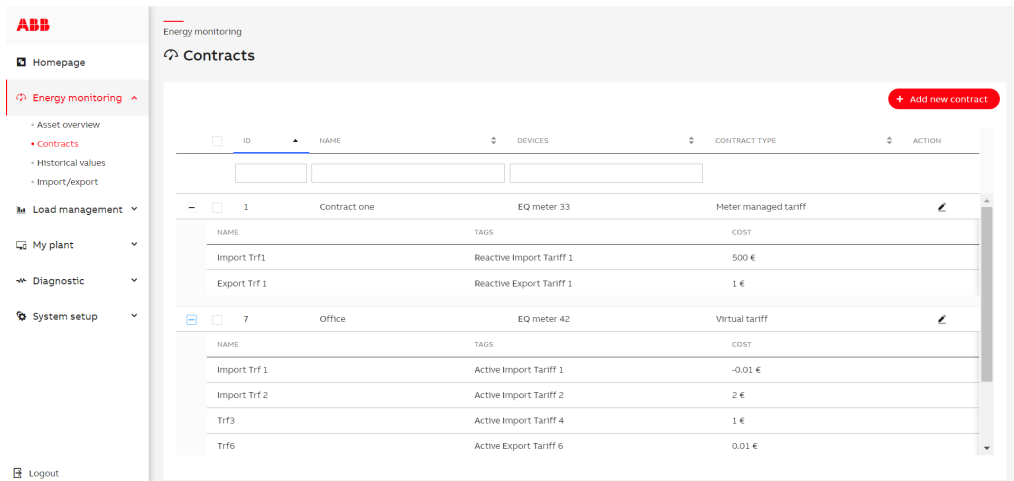 ABB
Homepage
Energy monitoring
Asset overview
Contracts
Historical values
Import/export
Load management
My plant
Diagnostic
System setup
Logout
Energy monitoring
Contracts
+ Add new contract
ID NAME DEVICES CONTRACT TYPE ACTION
1 Contract one EQ meter 33 Meter managed tariff
NAME TAGS COST
Import Trf1 Reactive Import Tariff 1 500 €
Export Trf 1 Reactive Export Tariff 1 1 €
7 Office EQ meter 42 Virtual tariff
NAME TAGS COST
Import Trf 1 Active Import Tariff 1 -0.01 €
Import Trf 2 Active Import Tariff 2 2 €
Trf3 Active Import Tariff 4 1 €
Trf6 Active Export Tariff 6 0.01 €